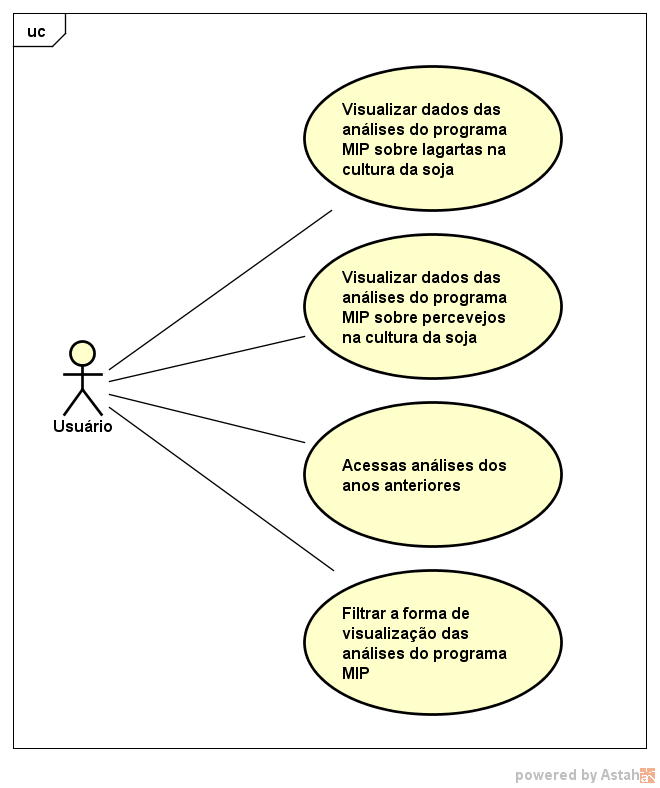 uc
Visualizar dados das
análises do programa
MIP sobre lagartas na
cultura da soja
Visualizar dados das
análises do programa
MIP sobre percevejos
na cultura da soja
Usuário
Acessas análises dos
anos anteriores
Filtrar a forma de
visualização das
análises do programa
MIP
powered by Astah